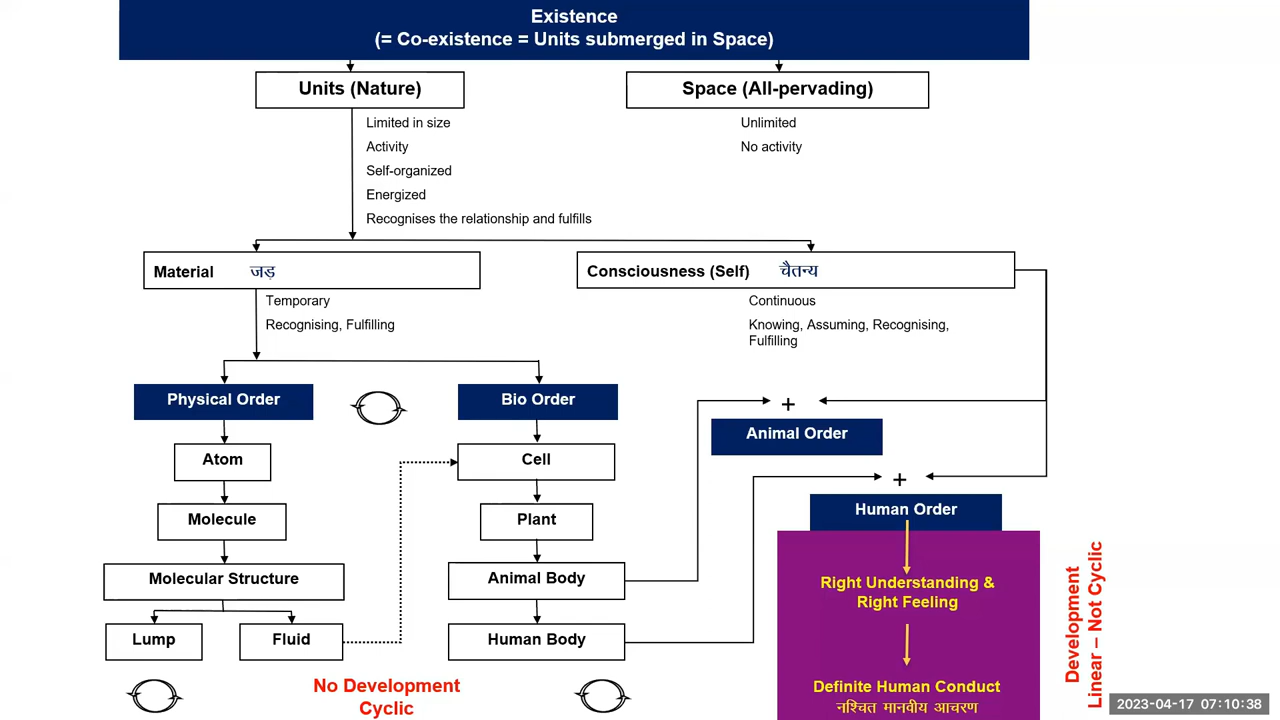 Existence
(= Co-existence = Units submerged in Space)
Units (Nature)
Space (All-pervading)
Limited in size
Activity
Self-organized
Energized
Recognises the relationship and fulfills
Unlimited
No activity
Material जड़
Consciousness (Self) चैतन्य
Temporary
Recognising, Fulfilling
Continuous
Knowing, Assuming, Recognising,
Fulfilling
Physical Order
Bio Order
+
Animal Order
Atom
Cell
+
Human Order
Molecule
Plant
Molecular Structure
Animal Body
Right Understanding &
Right Feeling
Lump
Fluid
Human Body
No Development
Cyclic
Definite Human Conduct
निश्चित मानवीय आचरण
Development
Linear – Not Cyclic
2023-04-17 07:10:38